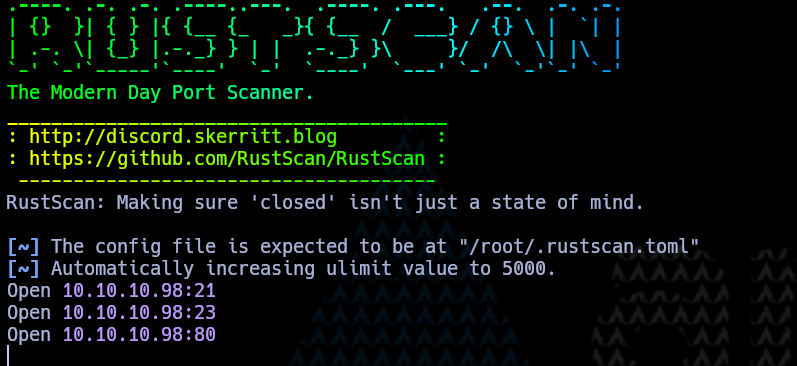 .----. .-. .-. .----..---.  .----. .---.   .--.  .-. .-.
| {}  }| { } |{ {__ {_   _}{ {__  /  ___} / {} \ |  `| |
| .-. \| {_} |.-._} } | |  .-._} }\     }/  /\  \| |\  |
`-' `-'`-----'`----'  `-'  `----'  `---' `-'  `-'`-' `-'
The Modern Day Port Scanner.
________________________________________
: http://discord.skerritt.blog         :
: https://github.com/RustScan/RustScan :
 --------------------------------------
RustScan: Making sure 'closed' isn't just a state of mind.
[~] The config file is expected to be at "/root/.rustscan.toml"
[~] Automatically increasing ulimit value to 5000.
Open 10.10.10.98:21
Open 10.10.10.98:23
Open 10.10.10.98:80